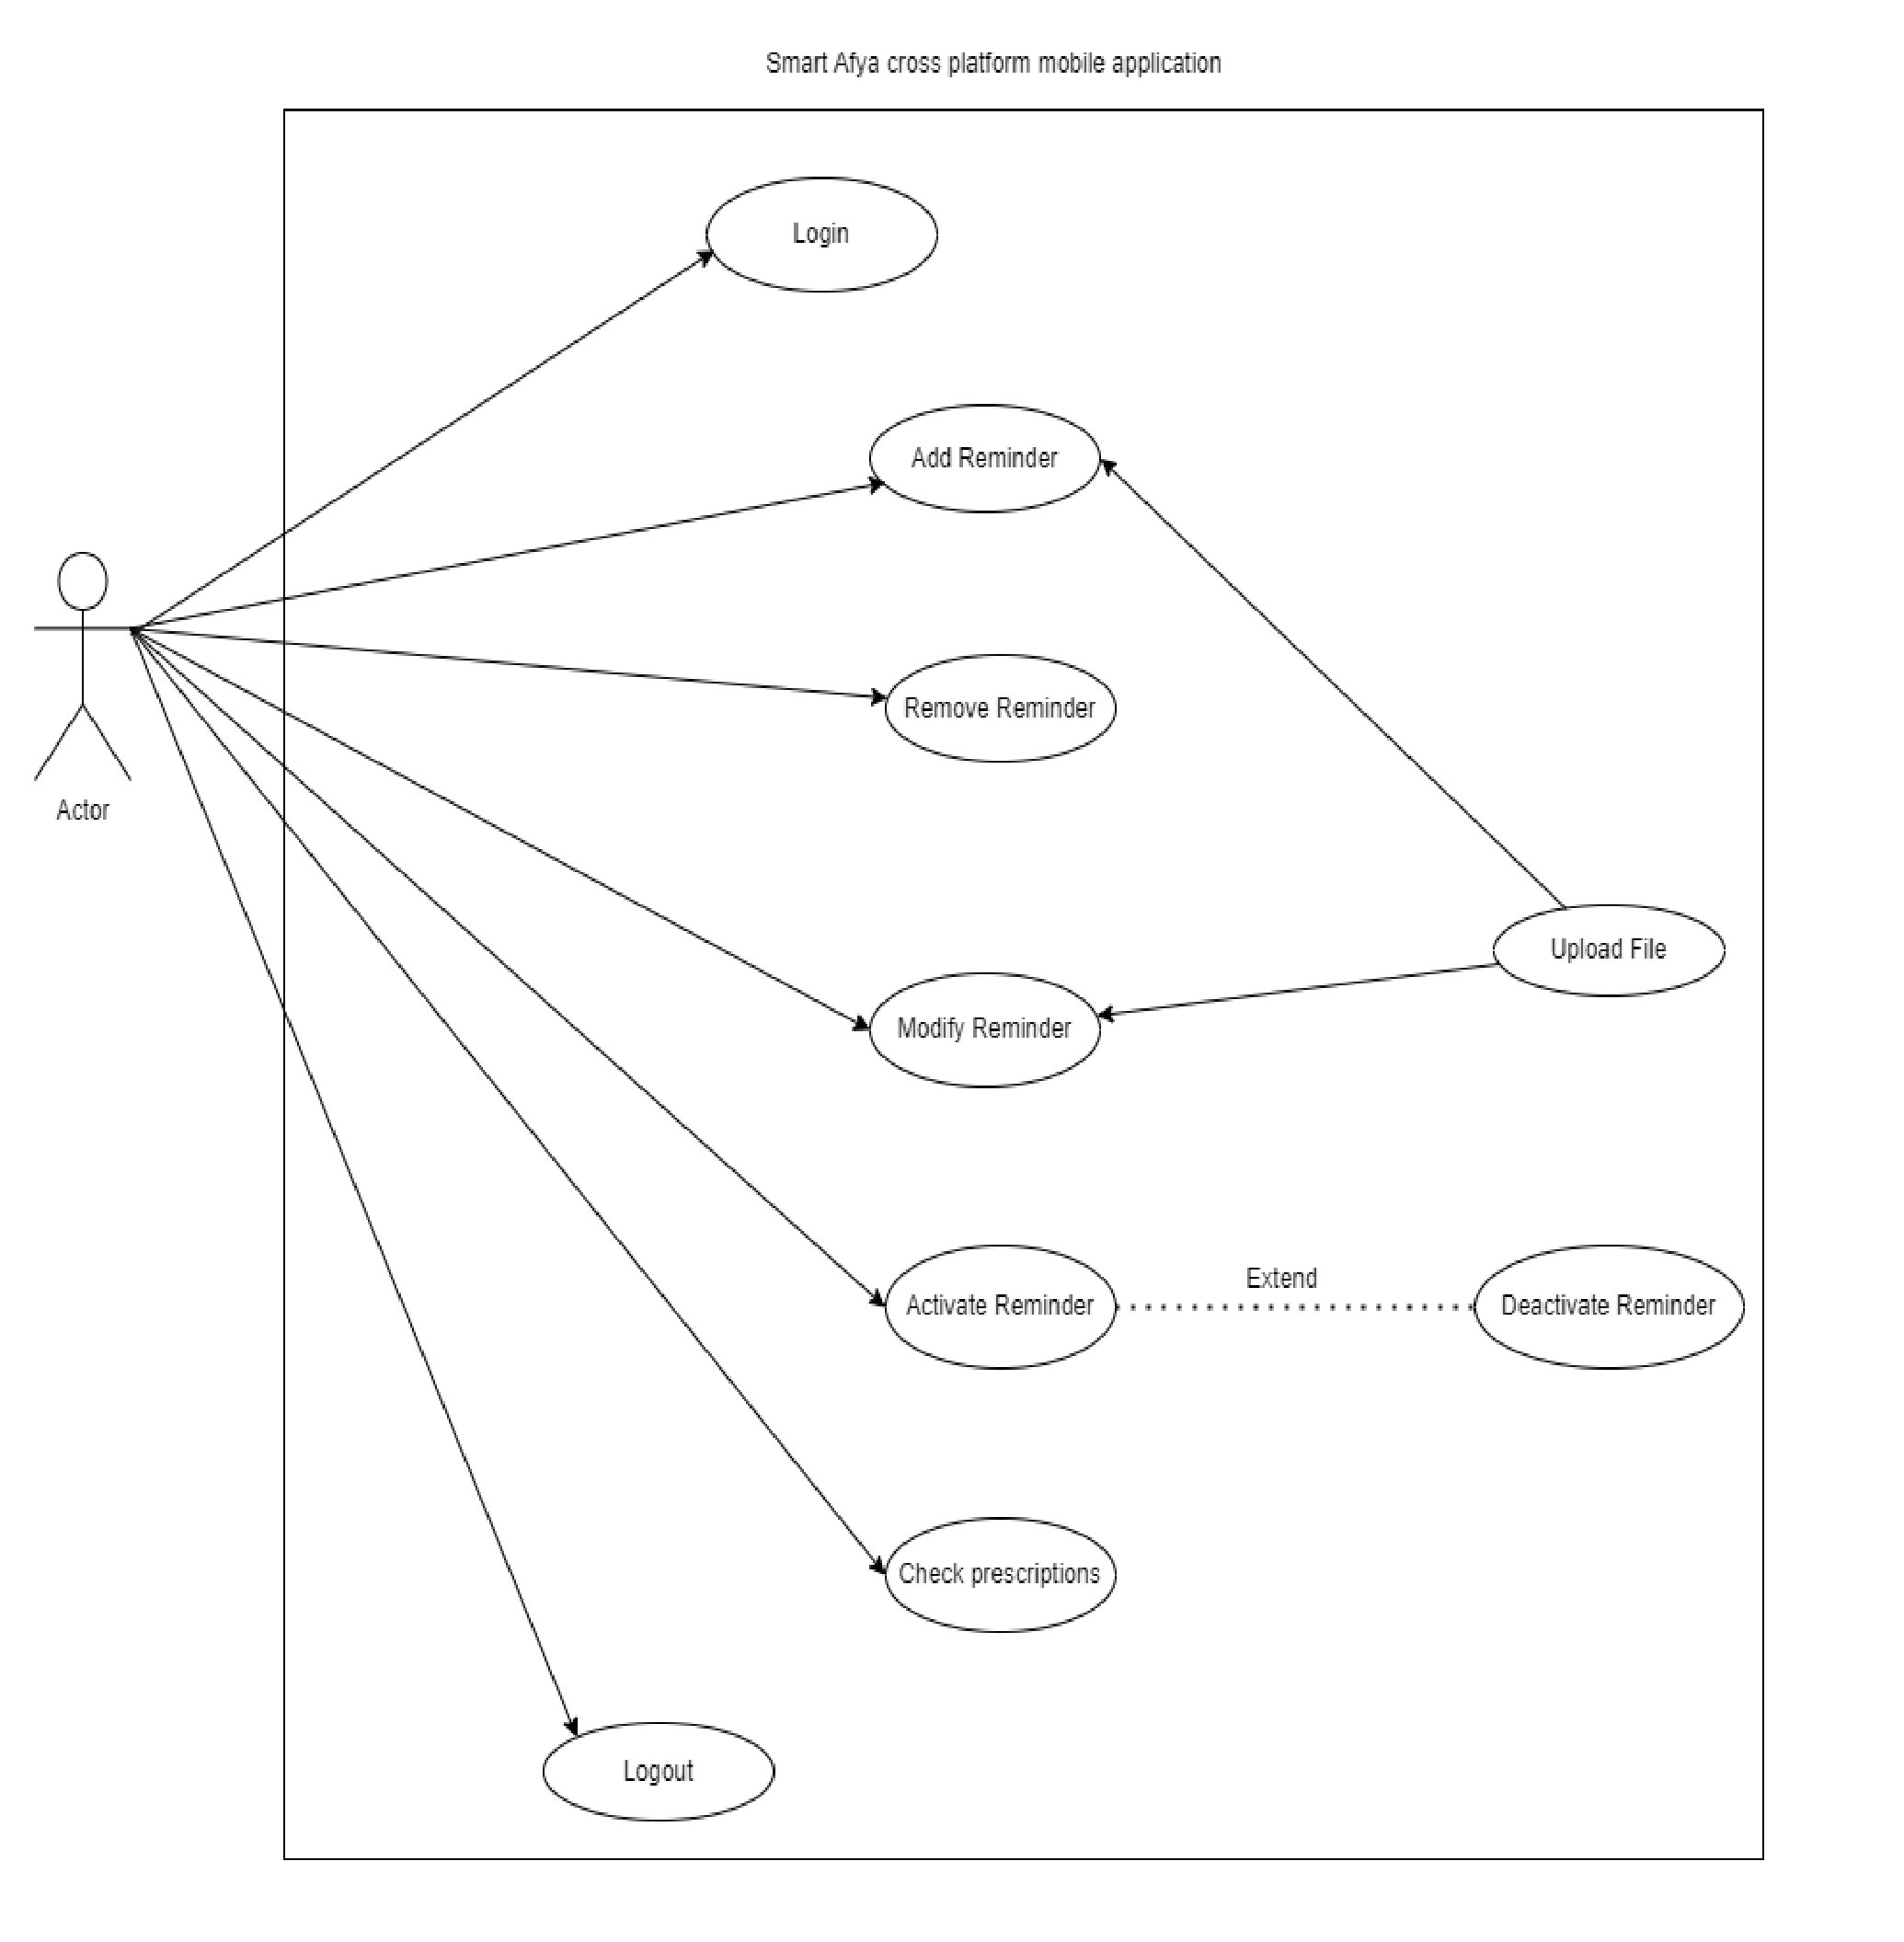 Smart Afya cross platform mobile application
Login
Add Reminder
Remove Reminder
Actor
Upload File
Modify Reminder
Extend
Activate Reminder
Deactivate Reminder
Check prescriptions
Logout